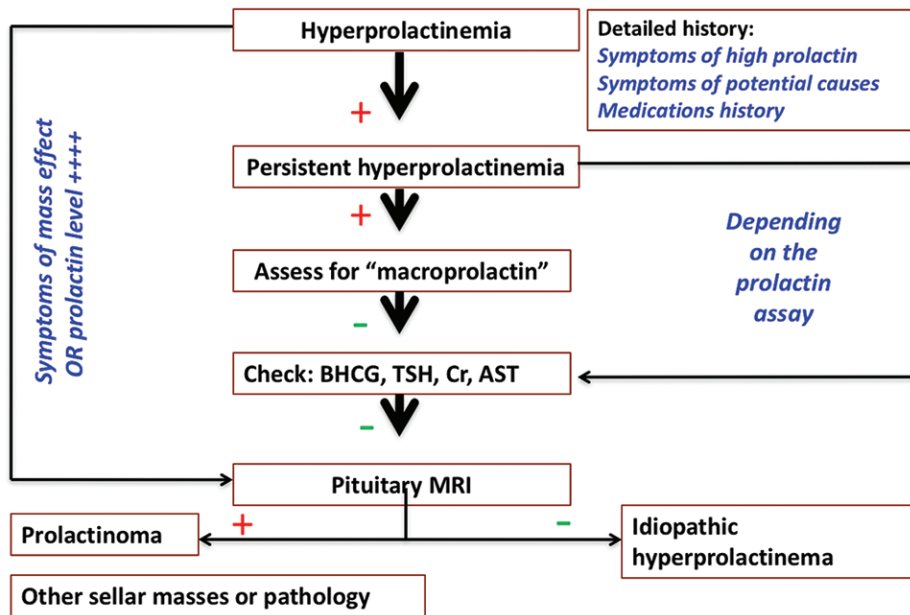 Hyperprolactinemia
Detailed history:
Symptoms of high prolactin
Symptoms of potential causes
Medications history
+
Persistent hyperprolactinemia
+
Symptoms of mass effect
OR prolactin level ++++
Depending
on the
prolactin
assay
Assess for “macroprolactin”
–
Check: BHCG, TSH, Cr, AST
–
Pituitary MRI
+
–
Prolactinoma
Idiopathic
hyperprolactinema
Other sellar masses or pathology